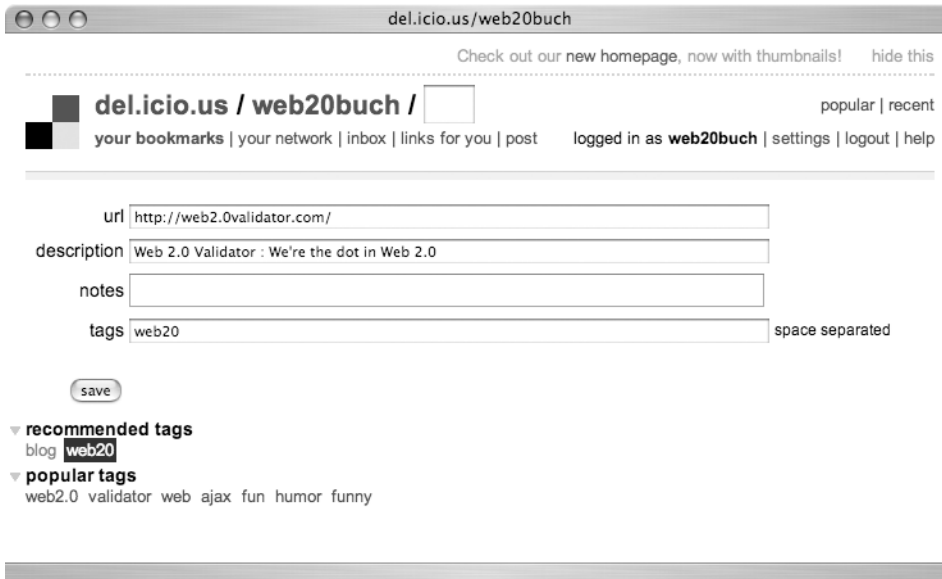 del.icio.us/web20buch
Check out our new homepage, now with thumbnails! hide this
del.icio.us / web20buch /
popular | recent
your bookmarks | your network | inbox | links for you | post
logged in as web20buch | settings | logout | help
url http://web2.0validator.com/
description Web 2.0 Validator : We're the dot in Web 2.0
notes
tags web20 space separated
save
recommended tags
blog web20
popular tags
web2.0 validator web ajax fun humor funny